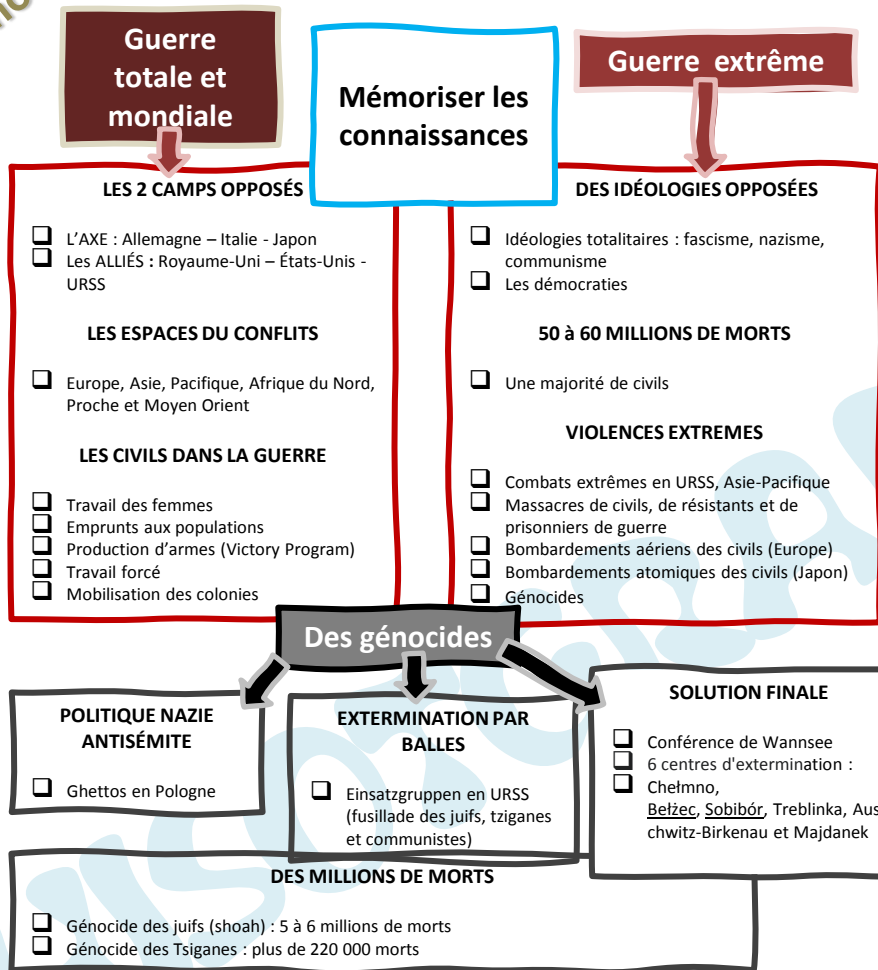 Guerre
totale et
mondiale
Mémoriser les
connaissances
Guerre extrême
LES 2 CAMPS OPPOSÉS
❑ L'AXE : Allemagne – Italie - Japon
❑ Les ALLIÉS : Royaume-Uni – États-Unis -
URSS
LES ESPACES DU CONFLITS
❑ Europe, Asie, Pacifique, Afrique du Nord,
Proche et Moyen Orient
LES CIVILS DANS LA GUERRE
❑ Travail des femmes
❑ Emprunts aux populations
❑ Production d'armes (Victory Program)
❑ Travail forcé
❑ Mobilisation des colonies
DES IDÉOLOGIES OPPOSÉES
❑ Idéologies totalitaires : fascisme, nazisme,
communisme
❑ Les démocraties
50 à 60 MILLIONS DE MORTS
❑ Une majorité de civils
VIOLENCES EXTREMES
❑ Combats extrêmes en URSS, Asie-Pacifique
❑ Massacres de civils, de résistants et de
prisonniers de guerre
❑ Bombardements aériens des civils (Europe)
❑ Bombardements atomiques des civils (Japon)
❑ Génocides
Des génocides
POLITIQUE NAZIE
ANTISÉMITE
❑ Ghettos en Pologne
EXTERMINATION PAR
BALLES
❑ Einsatzgruppen en URSS
(fusillade des juifs, tziganes
et communistes)
SOLUTION FINALE
❑ Conférence de Wannsee
❑ 6 centres d'extermination :
❑ Chełmno,
Bełżec, Sobibór, Treblinka, Aus
chwitz-Birkenau et Majdanek
DES MILLIONS DE MORTS
❑ Génocide des juifs (shoah) : 5 à 6 millions de morts
❑ Génocide des Tsiganes : plus de 220 000 morts